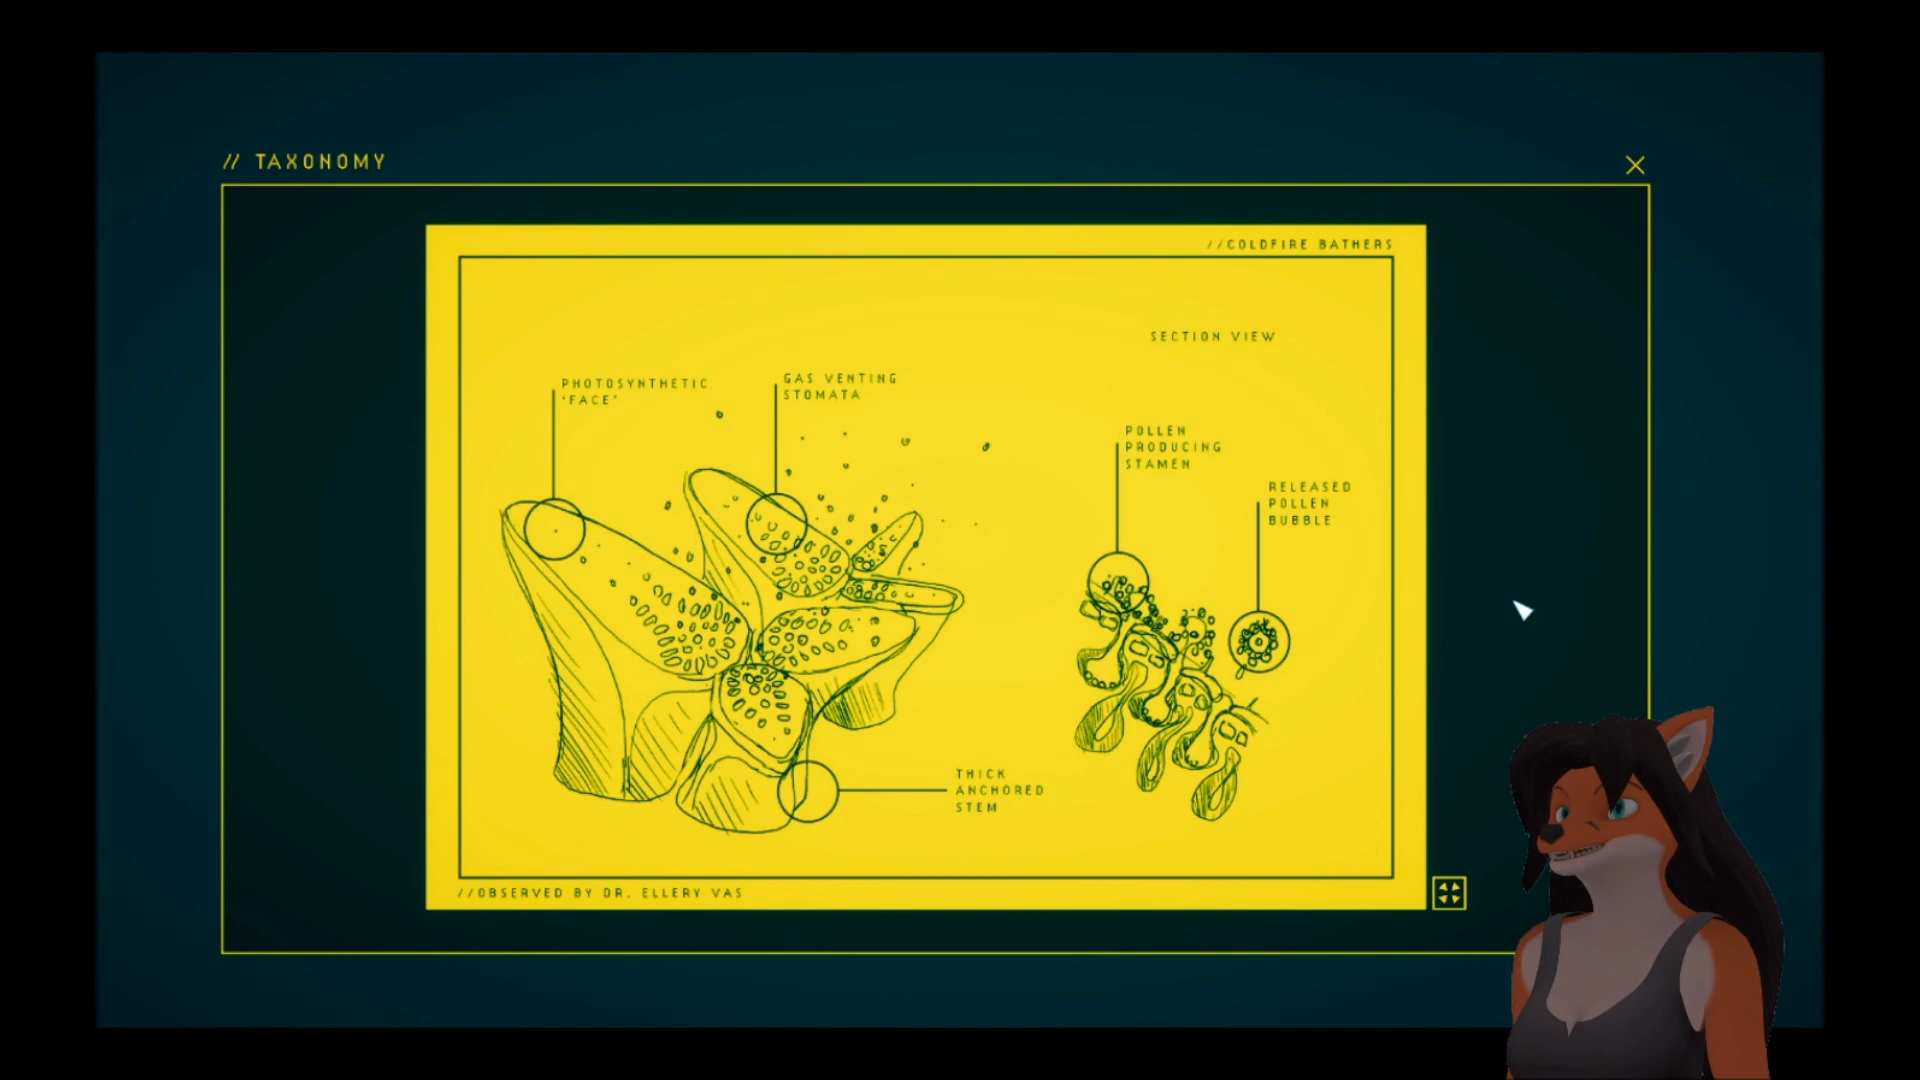 // TAXONOMY
//COLDFIRE BATHERS
SECTION VIEW
PHOTOSYNTHETIC
'FACE'
GAS VENTING
STOMATA
POLLEN
PRODUCING
STAMEN
RELEASED
POLLEN
BUBBLE
THICK
ANCHORED
STEM
//OBSERVED BY DR. ELLERY VAS